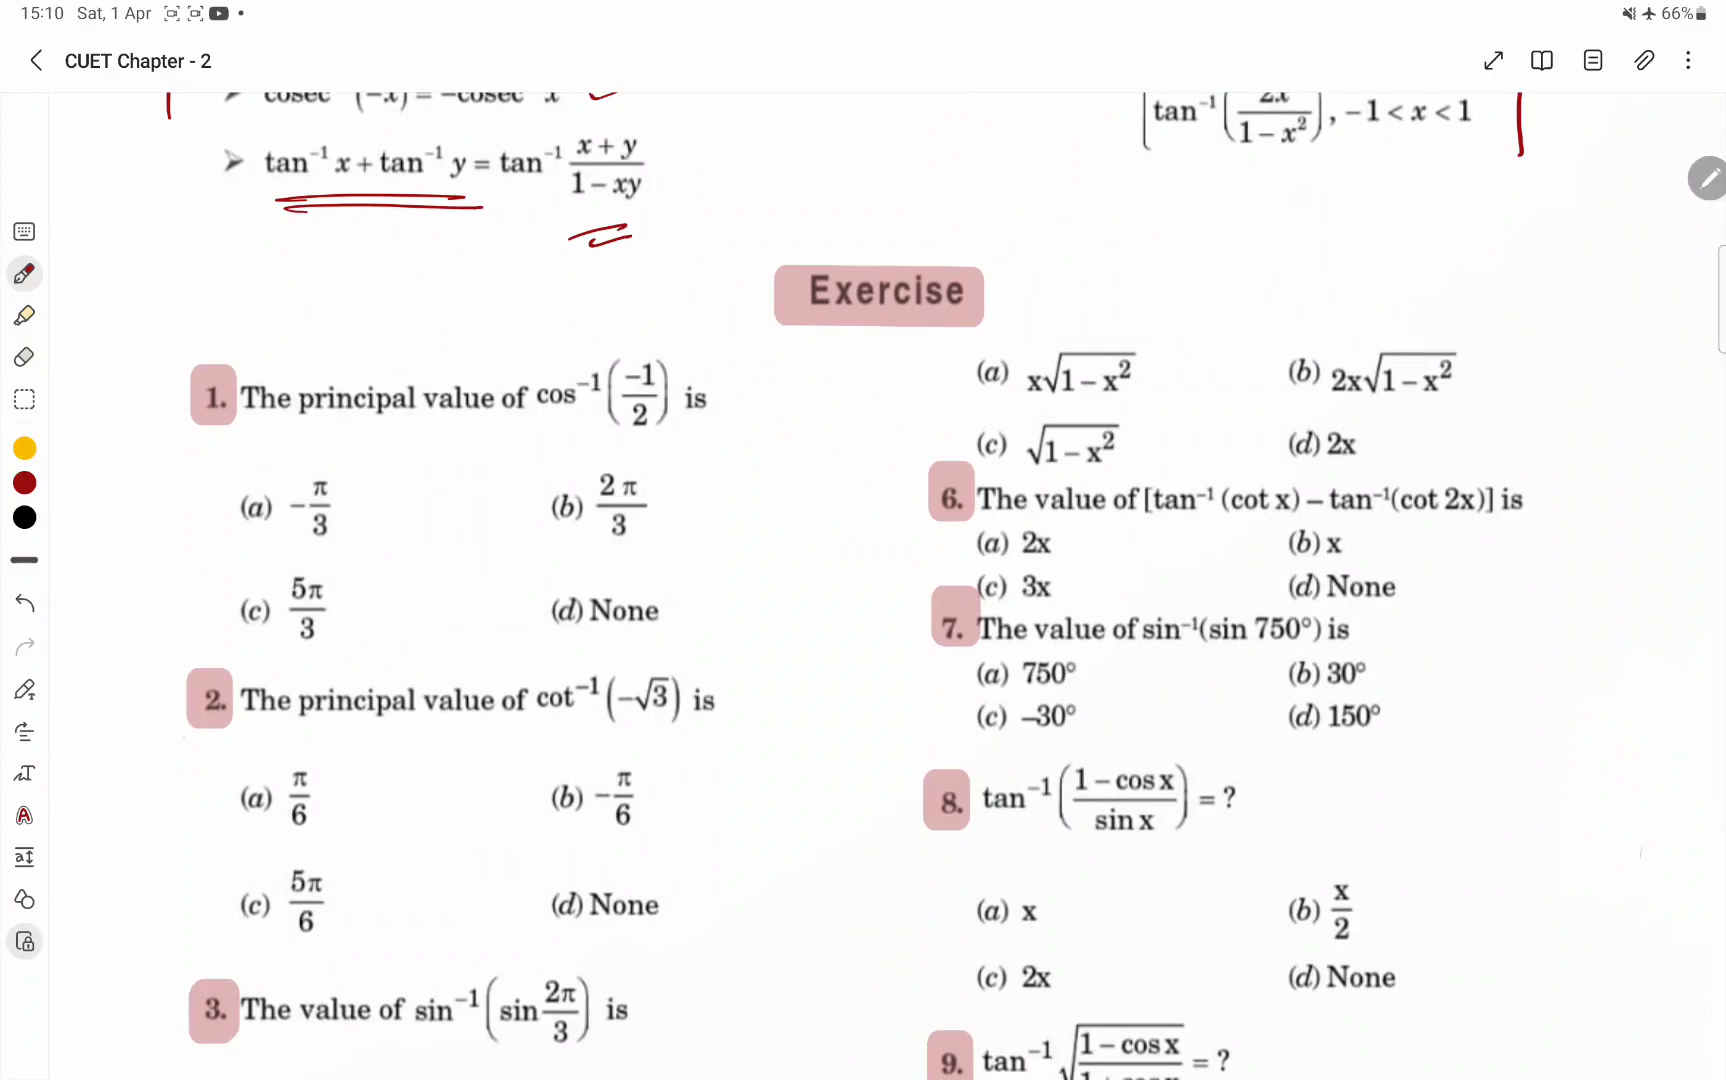 15:10 Sat, 1 Apr
66%
CUET Chapter - 2
cosec (−x) = −cosec x
➢ tan⁻¹ x + tan⁻¹ y = tan⁻¹ (x + y)/(1 − xy)
tan⁻¹ (2x/(1 − x²)), −1 < x < 1
Exercise
1. The principal value of cos⁻¹(−1/2) is
(a) −π/3 (b) 2π/3
(c) 5π/3 (d) None
2. The principal value of cot⁻¹(−√3) is
(a) π/6 (b) −π/6
(c) 5π/6 (d) None
3. The value of sin⁻¹(sin 2π/3) is
(a) x√(1 − x²) (b) 2x√(1 − x²)
(c) √(1 − x²) (d) 2x
6. The value of [tan⁻¹ (cot x) – tan⁻¹(cot 2x)] is
(a) 2x (b) x
(c) 3x (d) None
7. The value of sin⁻¹(sin 750°) is
(a) 750° (b) 30°
(c) –30° (d) 150°
8. tan⁻¹((1 − cos x)/sin x) = ?
(a) x (b) x/2
(c) 2x (d) None
9. tan⁻¹ √(1 − cos x = ?